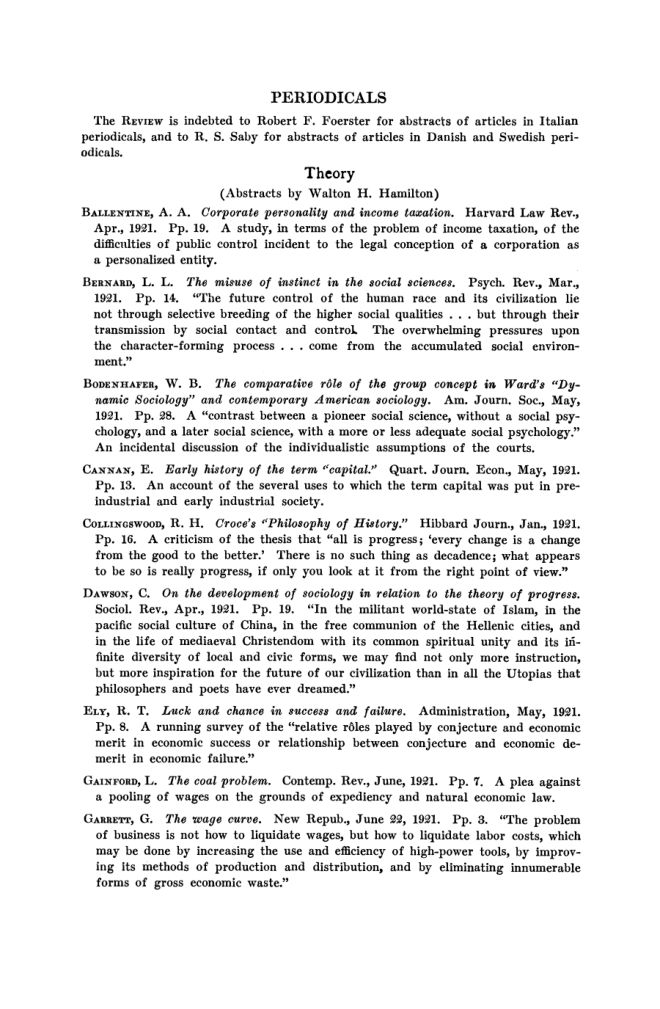 PERIODICALS
The REVIEW is indebted to Robert F. Foerster for abstracts of articles in Italian
periodicals, and to R. S. Saby for abstracts of articles in Danish and Swedish peri-
odicals.
Theory
(Abstracts by Walton H. Hamilton)
BALLENTINE, A. A. Corporate personality and income taxation. Harvard Law Rev.,
Apr., 1921. Pp. 19. A study, in terms of the problem of income taxation, of the
difficulties of public control incident to the legal conception of a corporation as
a personalized entity.
BERNARD, L. L. The misuse of instinct in the social sciences. Psych. Rev., Mar.,
1921. Pp. 14. “The future control of the human race and its civilization lie
not through selective breeding of the higher social qualities . . . but through their
transmission by social contact and control. The overwhelming pressures upon
the character-forming process . . . come from the accumulated social environ-
ment.”
BODENHAFER, W. B. The comparative rôle of the group concept in Ward's “Dy-
namic Sociology” and contemporary American sociology. Am. Journ. Soc., May,
1921. Pp. 28. A “contrast between a pioneer social science, without a social psy-
chology, and a later social science, with a more or less adequate social psychology.”
An incidental discussion of the individualistic assumptions of the courts.
CANNAN, E. Early history of the term “capital.” Quart. Journ. Econ., May, 1921.
Pp. 13. An account of the several uses to which the term capital was put in pre-
industrial and early industrial society.
COLLINGSWOOD, R. H. Croce's “Philosophy of History.” Hibbard Journ., Jan., 1921.
Pp. 16. A criticism of the thesis that “all is progress; ‘every change is a change
from the good to the better.’ There is no such thing as decadence; what appears
to be so is really progress, if only you look at it from the right point of view.”
DAWSON, C. On the development of sociology in relation to the theory of progress.
Sociol. Rev., Apr., 1921. Pp. 19. “In the militant world-state of Islam, in the
pacific social culture of China, in the free communion of the Hellenic cities, and
in the life of mediaeval Christendom with its common spiritual unity and its in-
finite diversity of local and civic forms, we may find not only more instruction,
but more inspiration for the future of our civilization than in all the Utopias that
philosophers and poets have ever dreamed.”
ELY, R. T. Luck and chance in success and failure. Administration, May, 1921.
Pp. 8. A running survey of the “relative rôles played by conjecture and economic
merit in economic success or relationship between conjecture and economic de-
merit in economic failure.”
GAINFORD, L. The coal problem. Contemp. Rev., June, 1921. Pp. 7. A plea against
a pooling of wages on the grounds of expediency and natural economic law.
GARRETT, G. The wage curve. New Repub., June 22, 1921. Pp. 3. “The problem
of business is not how to liquidate wages, but how to liquidate labor costs, which
may be done by increasing the use and efficiency of high-power tools, by improv-
ing its methods of production and distribution, and by eliminating innumerable
forms of gross economic waste.”